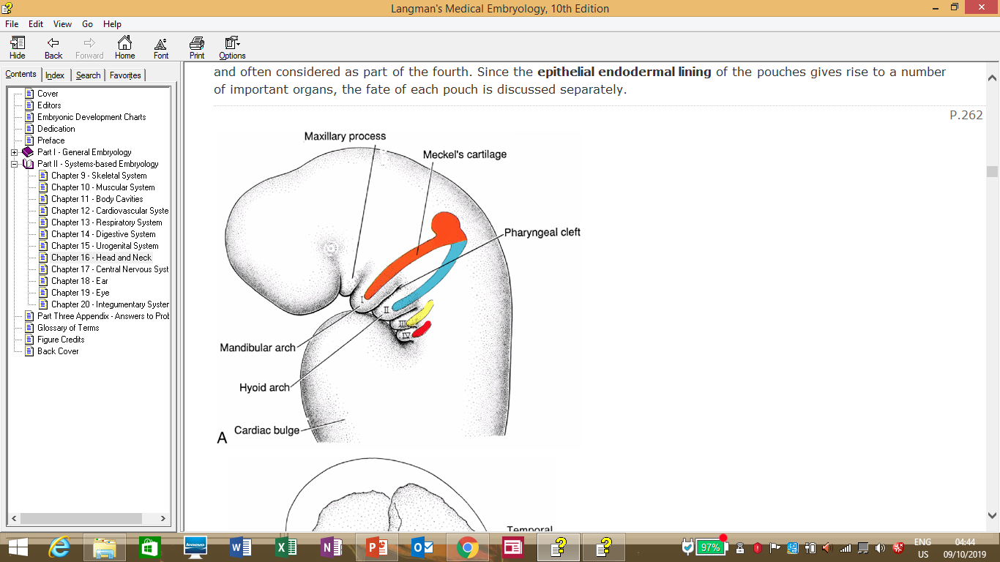 Langman's Medical Embryology, 10th Edition
File Edit View Go Help
Hide Back Forward Home Font Print Options
Contents Index Search Favorites
Cover
Editors
Embryonic Development Charts
Dedication
Preface
Part I - General Embryology
Part II - Systems-based Embryology
Chapter 9 - Skeletal System
Chapter 10 - Muscular System
Chapter 11 - Body Cavities
Chapter 12 - Cardiovascular Syste
Chapter 13 - Respiratory System
Chapter 14 - Digestive System
Chapter 15 - Urogenital System
Chapter 16 - Head and Neck
Chapter 17 - Central Nervous Syst
Chapter 18 - Ear
Chapter 19 - Eye
Chapter 20 - Integumentary System
Part Three Appendix - Answers to Prob
Glossary of Terms
Figure Credits
Back Cover
and often considered as part of the fourth. Since the epithelial endodermal lining of the pouches gives rise to a number
of important organs, the fate of each pouch is discussed separately.
P.262
Maxillary process
Meckel's cartilage
Pharyngeal cleft
I
II
III
IV
Mandibular arch
Hyoid arch
Cardiac bulge
A
Temporal
lenovo
97%
ENG
US
04:44
09/10/2019